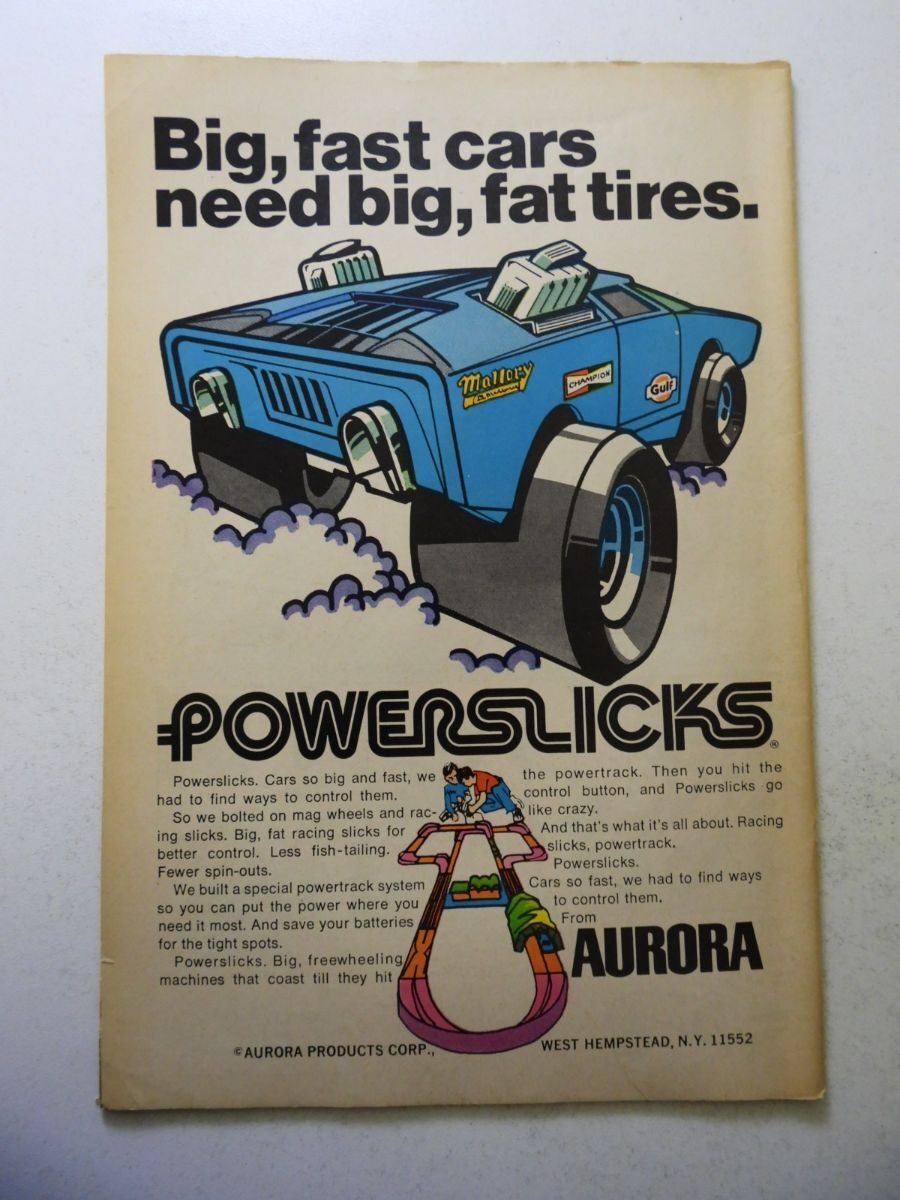 Big, fast cars
need big, fat tires.
Mallory
CHAMPION
Gulf
POWERSLICKS®
Powerslicks. Cars so big and fast, we
had to find ways to control them.
So we bolted on mag wheels and rac-
ing slicks. Big, fat racing slicks for
better control. Less fish-tailing.
Fewer spin-outs.
We built a special powertrack system
so you can put the power where you
need it most. And save your batteries
for the tight spots.
Powerslicks. Big, freewheeling
machines that coast till they hit
the powertrack. Then you hit the
control button, and Powerslicks go
like crazy.
And that's what it's all about. Racing
slicks, powertrack.
Powerslicks.
Cars so fast, we had to find ways
to control them.
From
AURORA
©AURORA PRODUCTS CORP., WEST HEMPSTEAD, N.Y. 11552